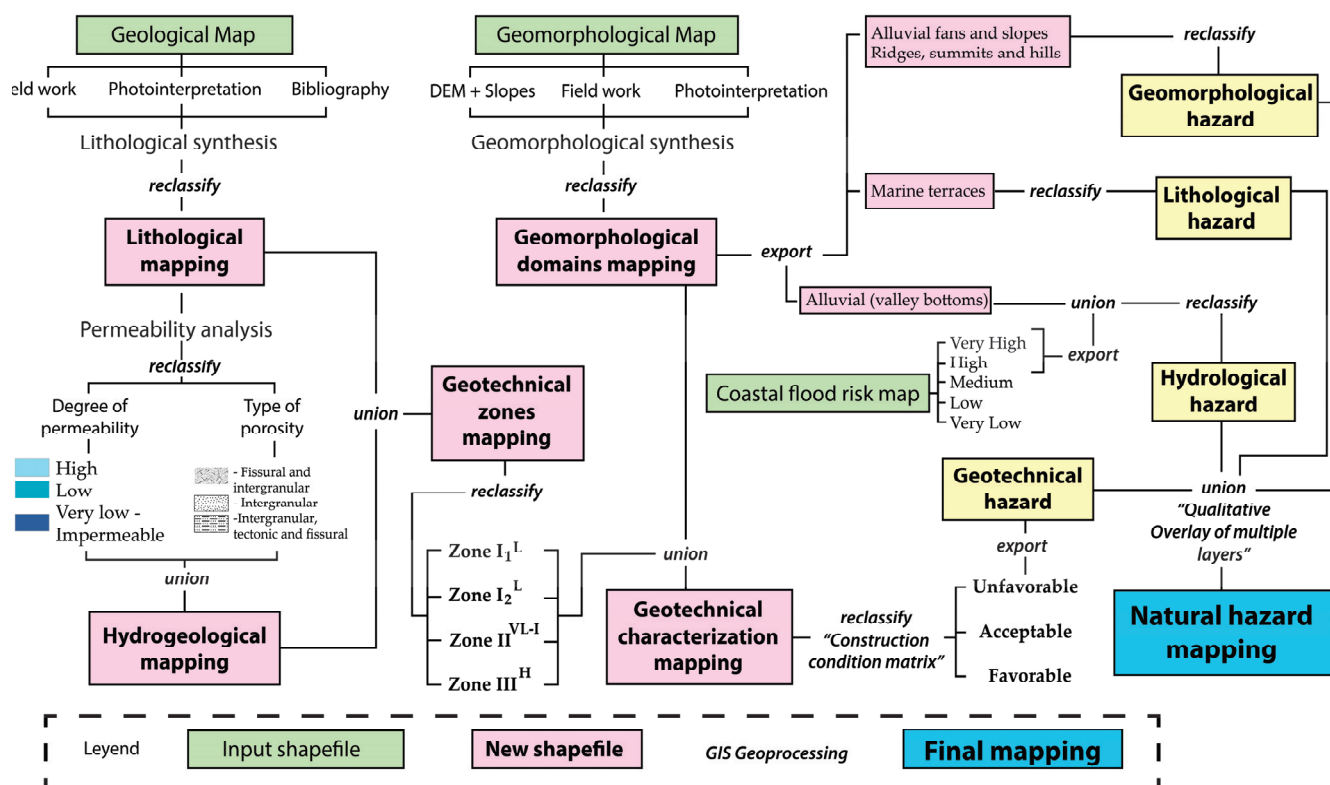 Geological Map
eld work
Photointerpretation
Bibliography
Lithological synthesis
reclassify
Lithological
mapping
Permeability analysis
reclassify
Degree of
permeability
Type of
porosity
High
Low
Very low -
Impermeable
- Fissural and
intergranular
- Intergranular
-Intergranular,
tectonic and fissural
union
Hydrogeological
mapping
union
Geomorphological Map
DEM + Slopes
Field work
Photointerpretation
Geomorphological synthesis
reclassify
Geomorphological
domains mapping
Geotechnical
zones
mapping
reclassify
Zone I₁ᴸ
Zone I₂ᴸ
Zone IIⱽᴸ⁻ᴵ
Zone IIIᴴ
union
Geotechnical
characterization
mapping
export
Alluvial fans and slopes
Ridges, summits and hills
reclassify
Geomorphological
hazard
Marine terraces
reclassify
Lithological
hazard
Alluvial (valley bottoms)
union
reclassify
Coastal flood risk map
Very High
High
Medium
Low
Very Low
export
Hydrological
hazard
Geotechnical
hazard
export
Unfavorable
Acceptable
Favorable
reclassify
“Construction
condition matrix”
union
“Qualitative
Overlay of multiple
layers”
Natural hazard
mapping
Leyend
Input shapefile
New shapefile
GIS Geoprocessing
Final mapping